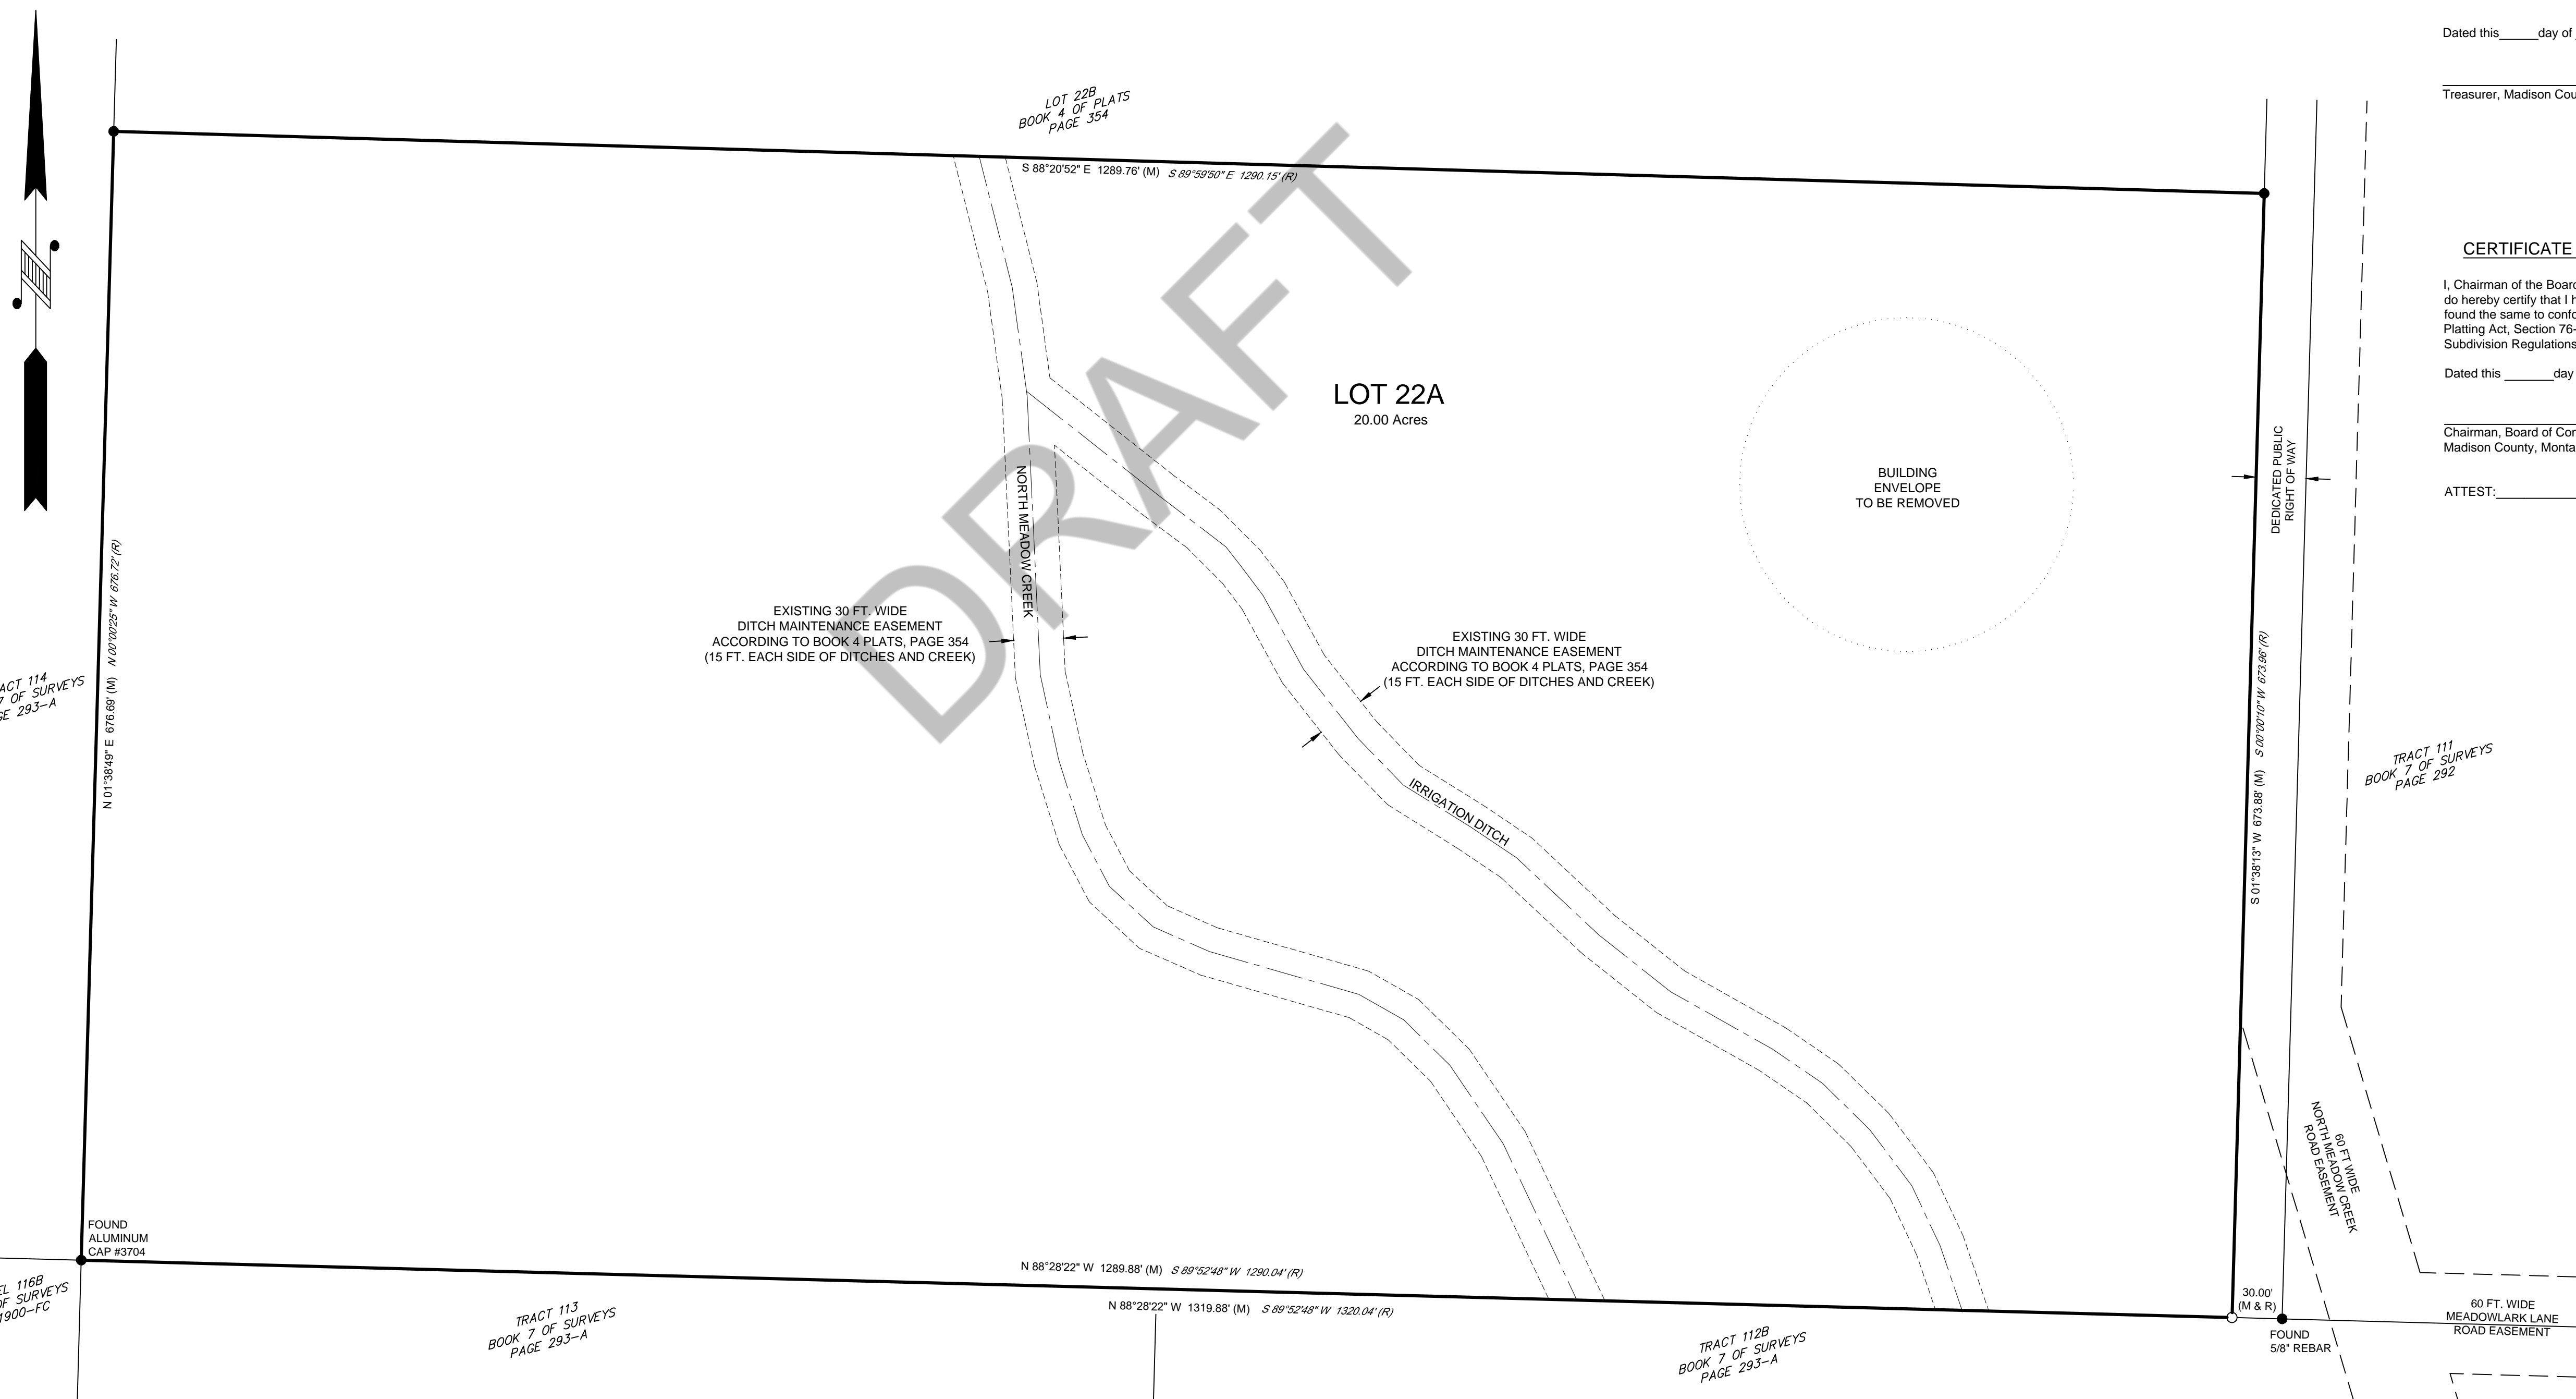 Dated this______day of
Treasurer, Madison Cou
LOT 22B
BOOK 4 OF PLATS
PAGE 354
S 88°20'52" E 1289.76' (M) S 89°59'50" E 1290.15' (R)
CERTIFICATE
I, Chairman of the Board
do hereby certify that I h
found the same to confo
Platting Act, Section 76-
Subdivision Regulations
Dated this _______day
Chairman, Board of Com
Madison County, Monta
ATTEST:
DRAFT
LOT 22A
20.00 Acres
BUILDING
ENVELOPE
TO BE REMOVED
DEDICATED PUBLIC
RIGHT OF WAY
NORTH MEADOW CREEK
EXISTING 30 FT. WIDE
DITCH MAINTENANCE EASEMENT
ACCORDING TO BOOK 4 PLATS, PAGE 354
(15 FT. EACH SIDE OF DITCHES AND CREEK)
EXISTING 30 FT. WIDE
DITCH MAINTENANCE EASEMENT
ACCORDING TO BOOK 4 PLATS, PAGE 354
(15 FT. EACH SIDE OF DITCHES AND CREEK)
N 01°38'49" E 676.69' (M) N 00°00'25" W 676.72' (R)
ACT 114
7 OF SURVEYS
GE 293-A
IRRIGATION DITCH
S 01°38'13" W 673.88' (M) S 00°00'10" W 673.96' (R)
TRACT 111
BOOK 7 OF SURVEYS
PAGE 292
60 FT WIDE
NORTH MEADOW CREEK
ROAD EASEMENT
FOUND
ALUMINUM
CAP #3704
EL 116B
OF SURVEYS
1900-FC
N 88°28'22" W 1289.88' (M) S 89°52'48" W 1290.04' (R)
N 88°28'22" W 1319.88' (M) S 89°52'48" W 1320.04' (R)
TRACT 113
BOOK 7 OF SURVEYS
PAGE 293-A
TRACT 112B
BOOK 7 OF SURVEYS
PAGE 293-A
30.00'
(M & R)
FOUND
5/8" REBAR
60 FT. WIDE
MEADOWLARK LANE
ROAD EASEMENT